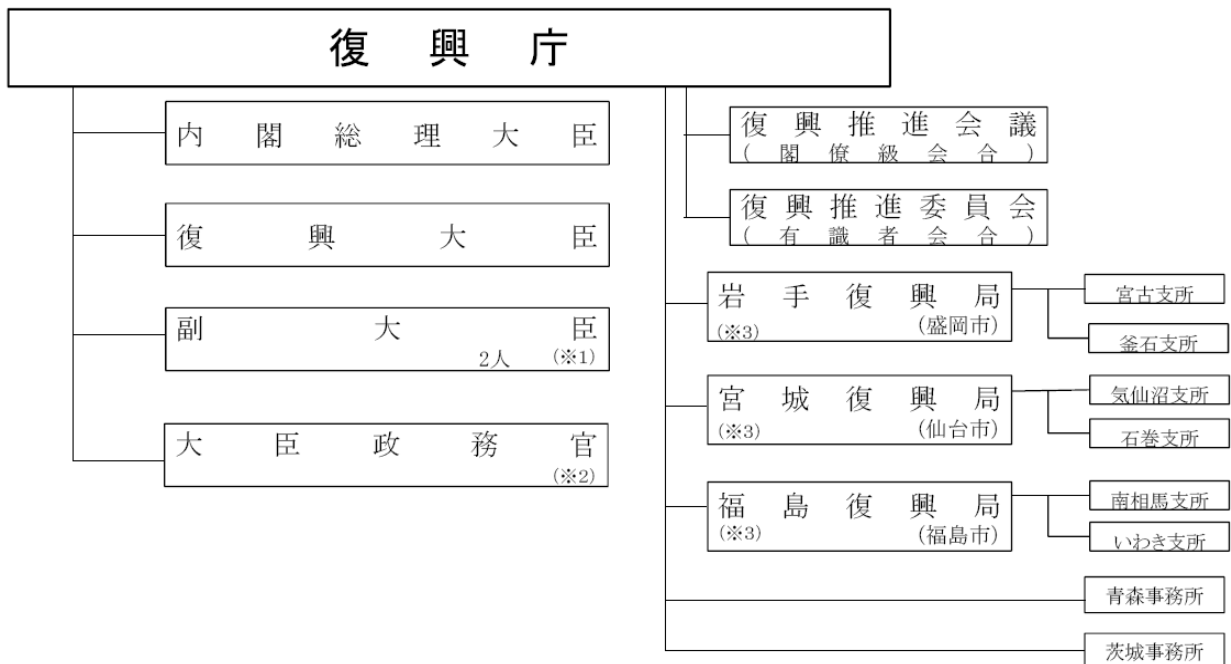 復興庁
内閣総理大臣
復興大臣
副大臣
2人 (※1)
大臣政務官
(※2)
復興推進会議
(閣僚級会合)
復興推進委員会
(有識者会合)
岩手復興局
(※3) (盛岡市)
宮古支所
釜石支所
宮城復興局
(※3) (仙台市)
気仙沼支所
石巻支所
福島復興局
(※3) (福島市)
南相馬支所
いわき支所
青森事務所
茨城事務所